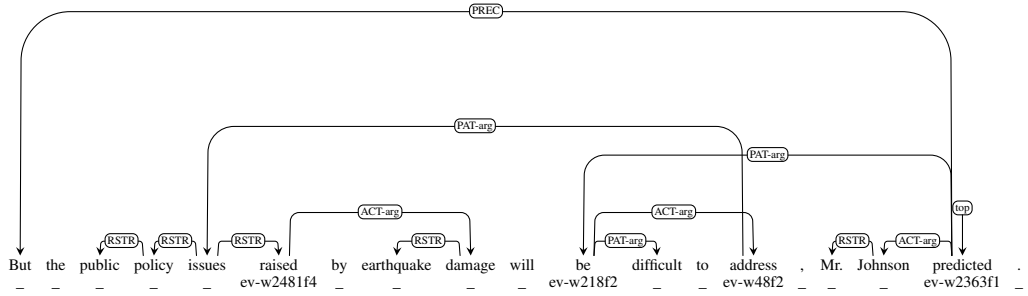 PREC
PAT-arg
PAT-arg
ACT-arg ACT-arg top
RSTR RSTR RSTR RSTR PAT-arg RSTR ACT-arg
But the public policy issues raised by earthquake damage will be difficult to address , Mr. Johnson predicted .
_ _ _ _ _ ev-w2481f4 _ _ _ _ ev-w218f2 _ _ ev-w48f2 _ _ _ ev-w2363f1 _